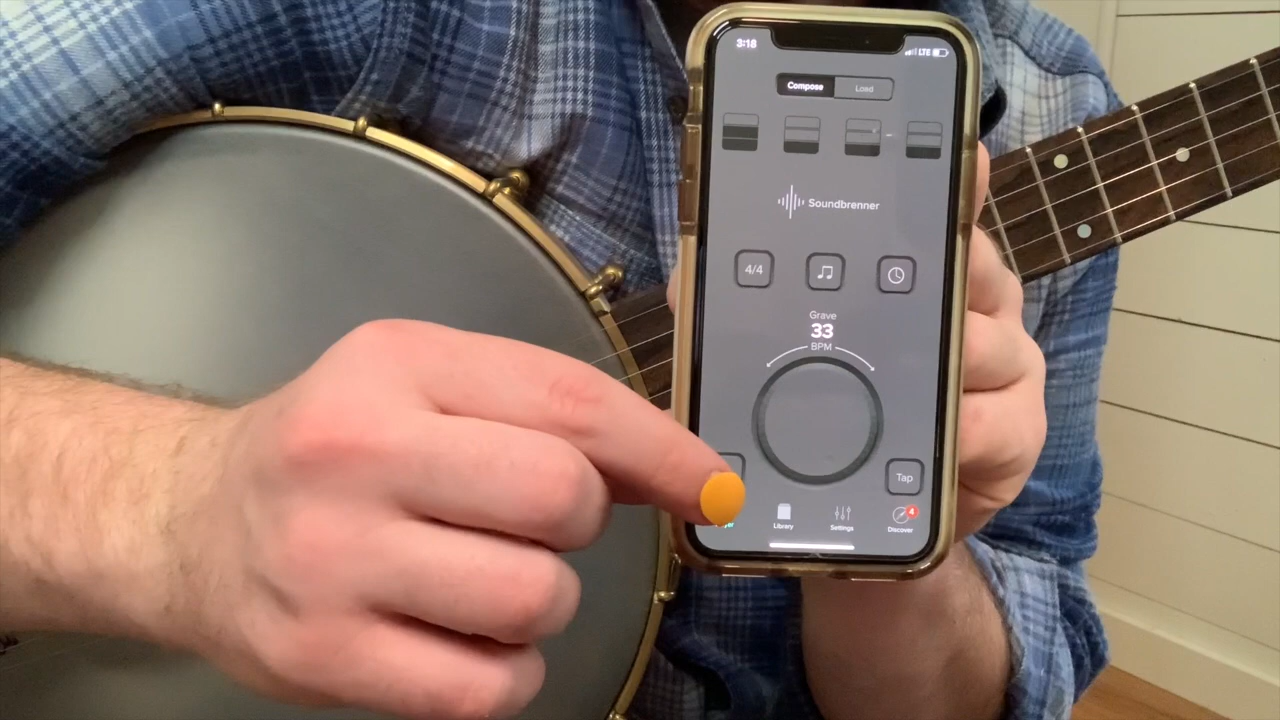 3:18
LTE
Compose
Load
Soundbrenner
4/4
Grave
33
BPM
Tap
Library
Settings
4
Discover